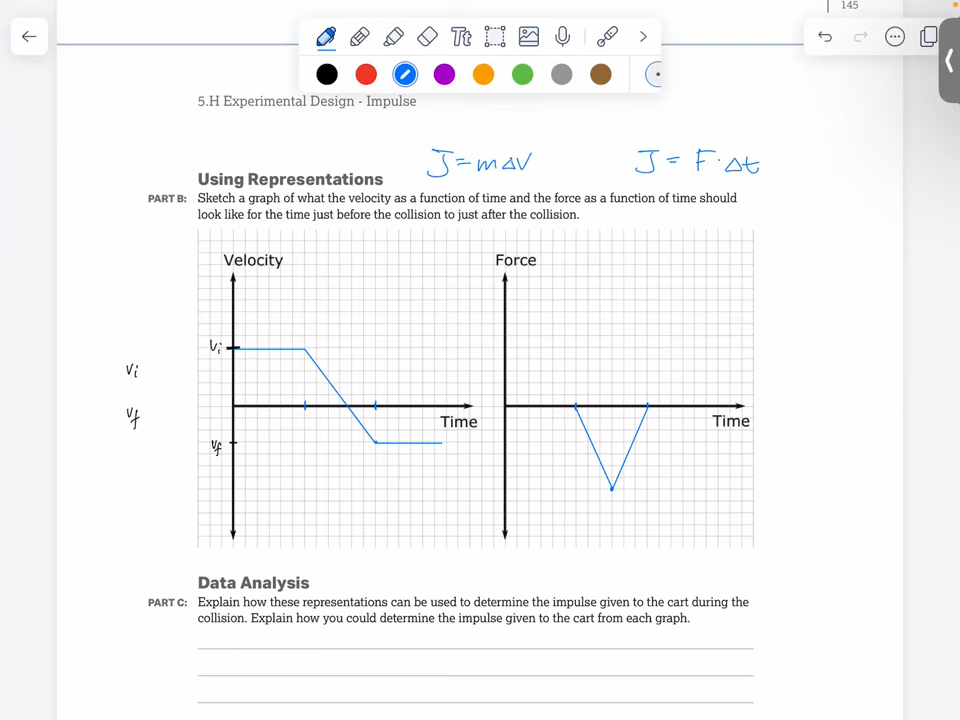 145
Tt
5.H Experimental Design - Impulse
J = m Δv
J = F · Δt
Using Representations
PART B: Sketch a graph of what the velocity as a function of time and the force as a function of time should
look like for the time just before the collision to just after the collision.
Velocity
Force
vi
vi
vf
vf
Time
Time
Data Analysis
PART C: Explain how these representations can be used to determine the impulse given to the cart during the
collision. Explain how you could determine the impulse given to the cart from each graph.